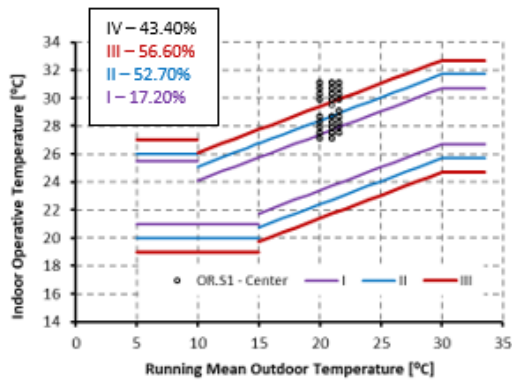 IV – 43.40%
III – 56.60%
II – 52.70%
I – 17.20%
Indoor Operative Temperature [°C]
34
32
30
28
26
24
22
20
18
16
14
OR.S1 - Center
I
II
III
0
5
10
15
20
25
30
35
Running Mean Outdoor Temperature [°C]